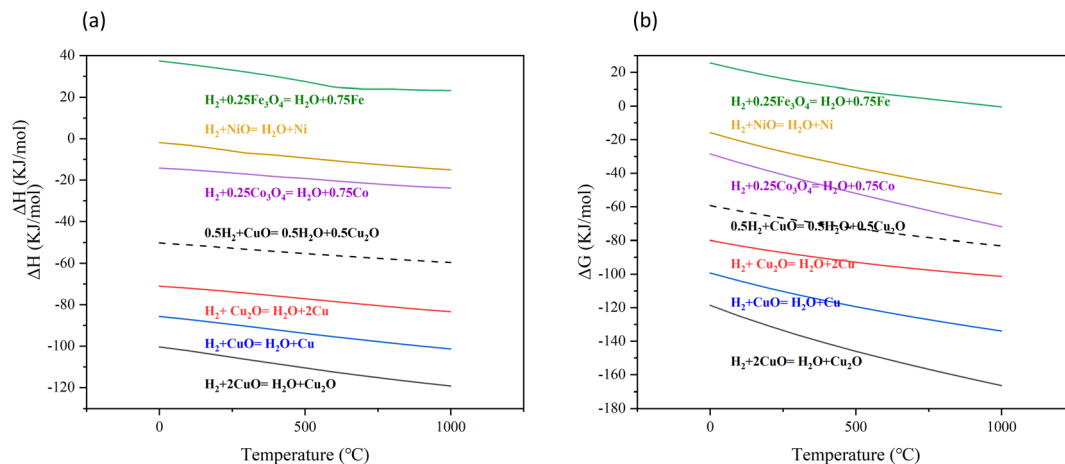 (a)
ΔH (KJ/mol)
ΔH (KJ/mol)
40
20
0
-20
-40
-60
-80
-100
-120
H₂+0.25Fe₃O₄= H₂O+0.75Fe
H₂+NiO= H₂O+Ni
H₂+0.25Co₃O₄= H₂O+0.75Co
0.5H₂+CuO= 0.5H₂O+0.5Cu₂O
H₂+ Cu₂O= H₂O+2Cu
H₂+CuO= H₂O+Cu
H₂+2CuO= H₂O+Cu₂O
0
500
1000
Temperature (℃)
(b)
ΔG (KJ/mol)
20
0
-20
-40
-60
-80
-100
-120
-140
-160
-180
H₂+0.25Fe₃O₄= H₂O+0.75Fe
H₂+NiO= H₂O+Ni
H₂+0.25Co₃O₄= H₂O+0.75Co
0.5H₂+CuO= 0.5H₂O+0.5Cu₂O
H₂+ Cu₂O= H₂O+2Cu
H₂+CuO= H₂O+Cu
H₂+2CuO= H₂O+Cu₂O
0
500
1000
Temperature (℃)